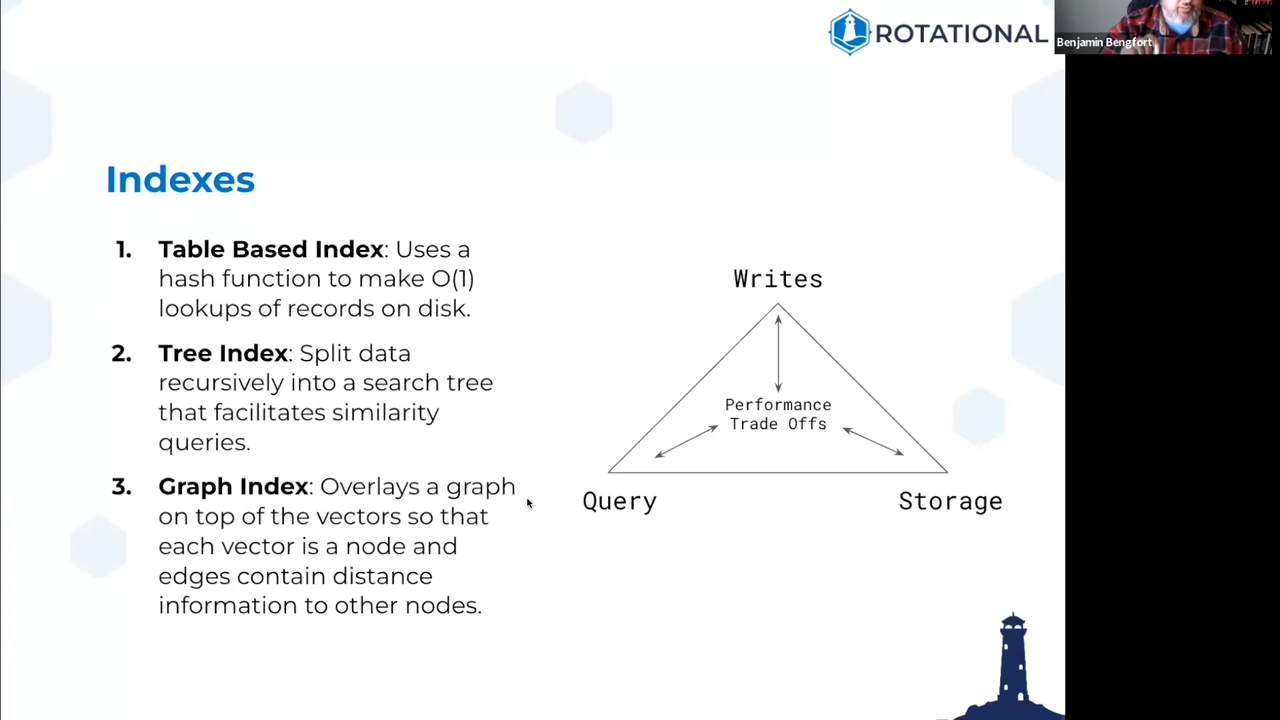 ROTATIONAL
Benjamin Bengfort
Indexes
1. Table Based Index: Uses a
hash function to make O(1)
lookups of records on disk.
2. Tree Index: Split data
recursively into a search tree
that facilitates similarity
queries.
3. Graph Index: Overlays a graph
on top of the vectors so that
each vector is a node and
edges contain distance
information to other nodes.
Writes
Performance
Trade Offs
Query
Storage